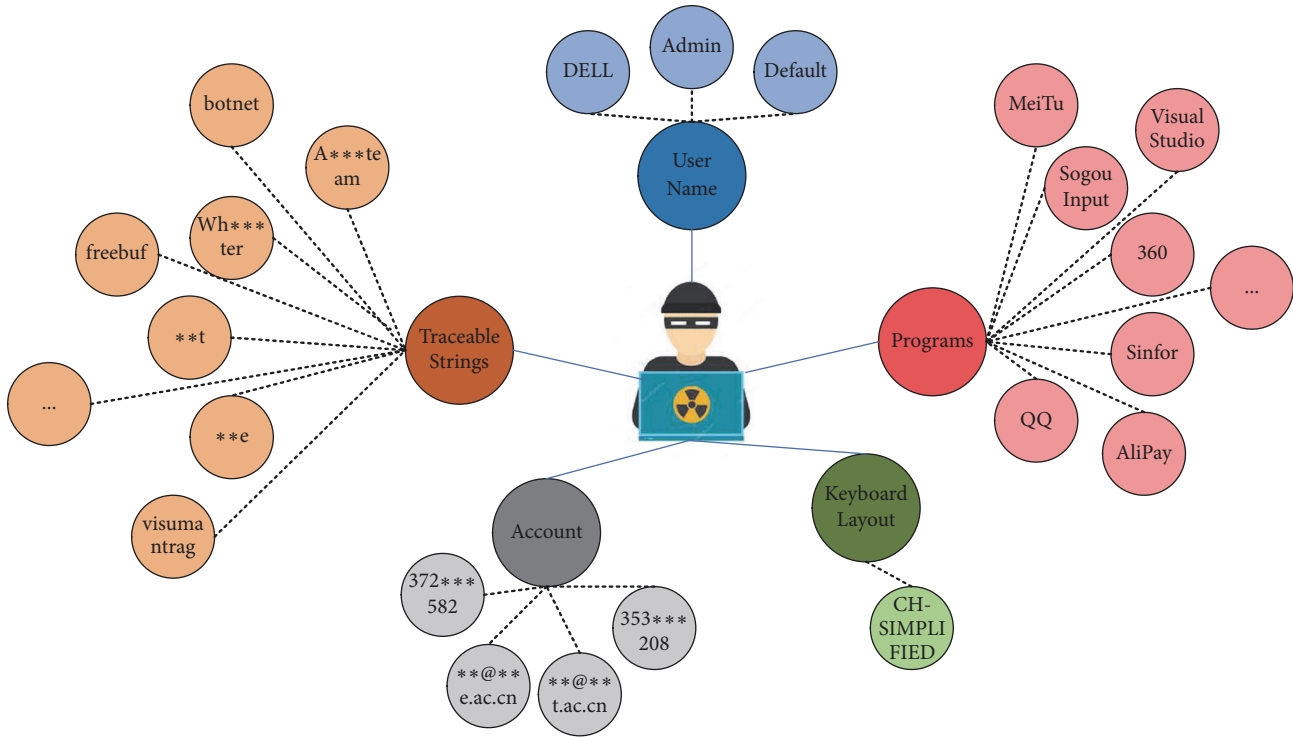 DELL
Admin
Default
User
Name
botnet
A***te
am
Wh***
ter
freebuf
**t
...
**e
visuma
ntrag
Traceable
Strings
MeiTu
Visual
Studio
Sogou
Input
360
...
Programs
Sinfor
QQ
AliPay
Account
372***
582
353***
208
**@**
e.ac.cn
**@**
t.ac.cn
Keyboard
Layout
CH-
SIMPLI
FIED